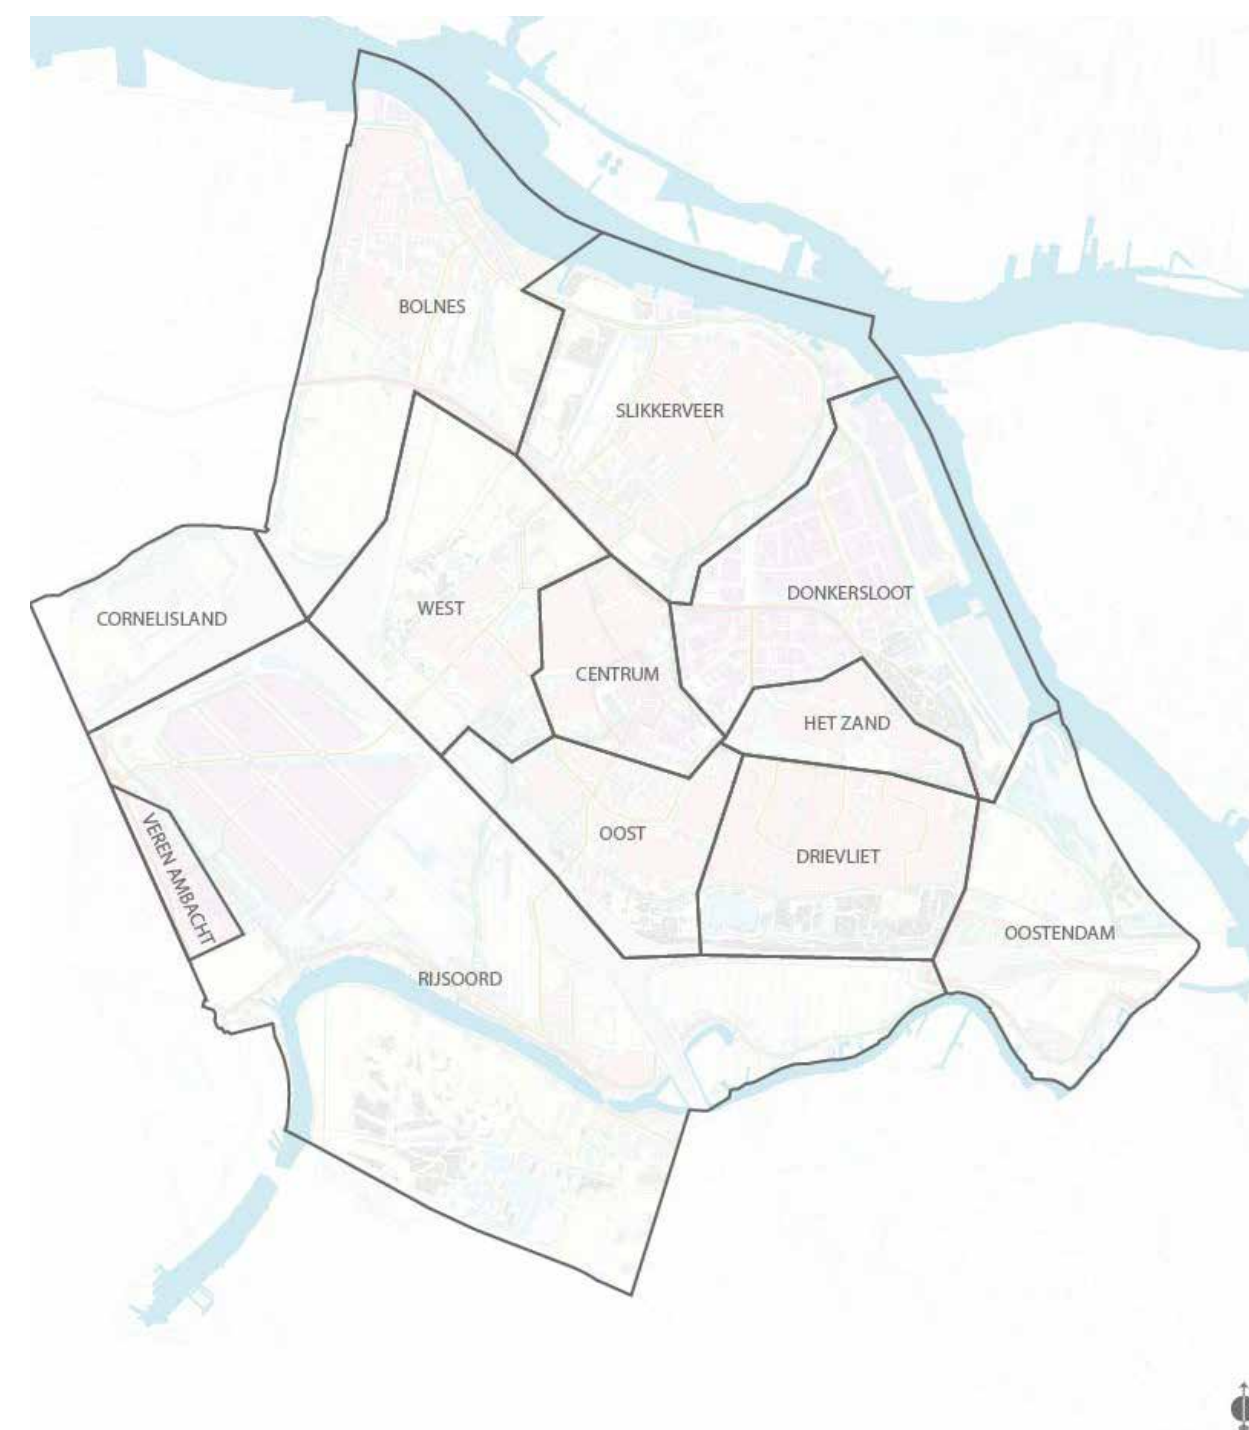 BOLNES
SLIKKERVEER
DONKERSLOOT
WEST
CORNELISLAND
CENTRUM
HET ZAND
OOST
DRIEVLIET
VEREN AMBACHT
OOSTENDAM
RIJSOORD